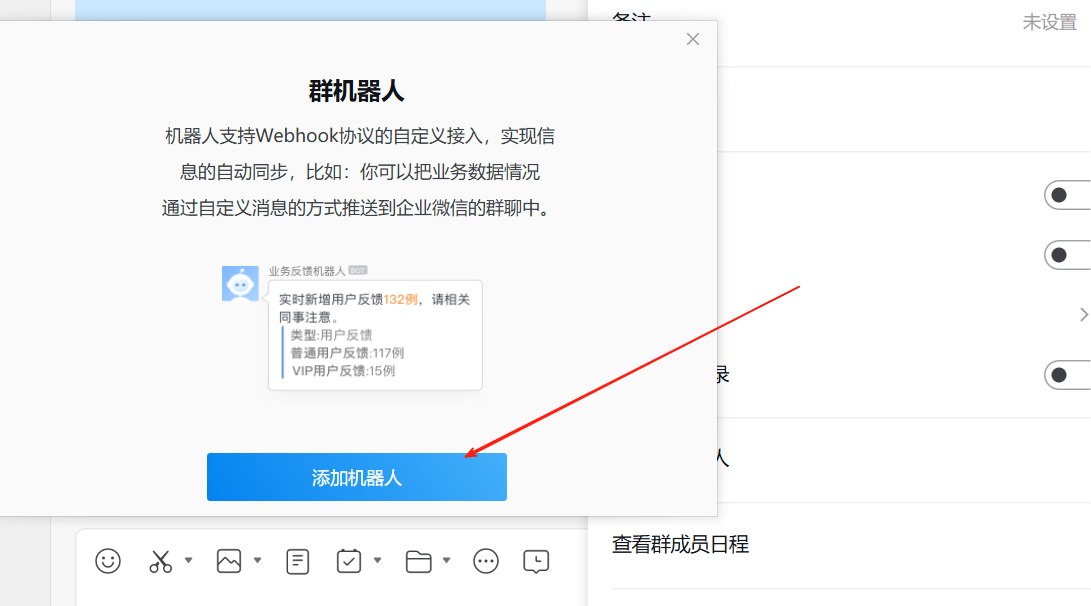 备注
未设置
群机器人
机器人支持Webhook协议的自定义接入，实现信
息的自动同步，比如：你可以把业务数据情况
通过自定义消息的方式推送到企业微信的群聊中。
业务反馈机器人 BOT
实时新增用户反馈132例，请相关
同事注意。
类型:用户反馈
普通用户反馈:117例
VIP用户反馈:15例
录
人
添加机器人
查看群成员日程